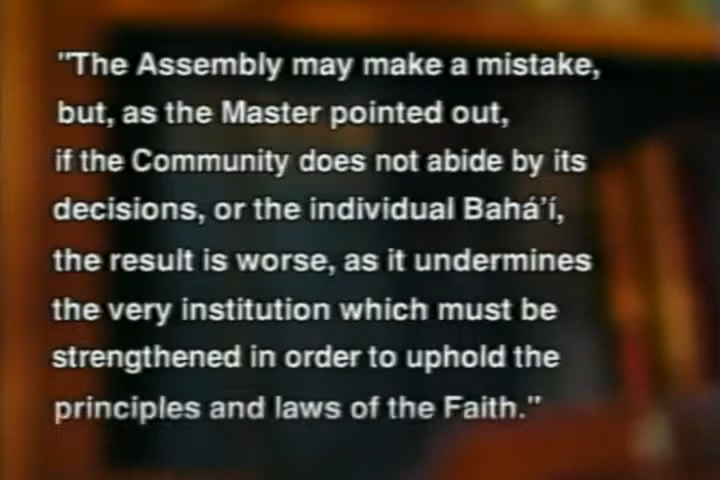 "The Assembly may make a mistake,
but, as the Master pointed out,
if the Community does not abide by its
decisions, or the individual Bahá'í,
the result is worse, as it undermines
the very institution which must be
strengthened in order to uphold the
principles and laws of the Faith."